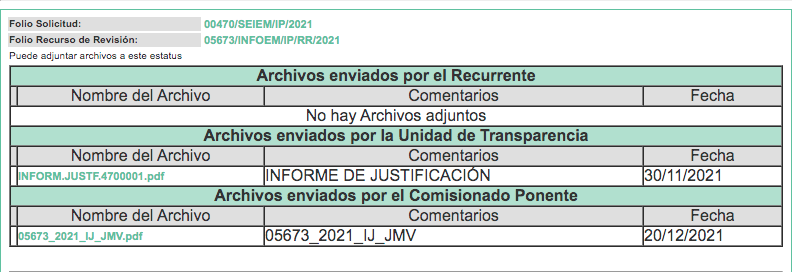 Folio Solicitud: 00470/SEIEM/IP/2021
Folio Recurso de Revisión: 05673/INFOEM/IP/RR/2021
Puede adjuntar archivos a este estatus
Archivos enviados por el Recurrente
Nombre del Archivo Comentarios Fecha
No hay Archivos adjuntos
Archivos enviados por la Unidad de Transparencia
Nombre del Archivo Comentarios Fecha
INFORM.JUSTF.4700001.pdf INFORME DE JUSTIFICACIÓN 30/11/2021
Archivos enviados por el Comisionado Ponente
Nombre del Archivo Comentarios Fecha
05673_2021_IJ_JMV.pdf 05673_2021_IJ_JMV 20/12/2021